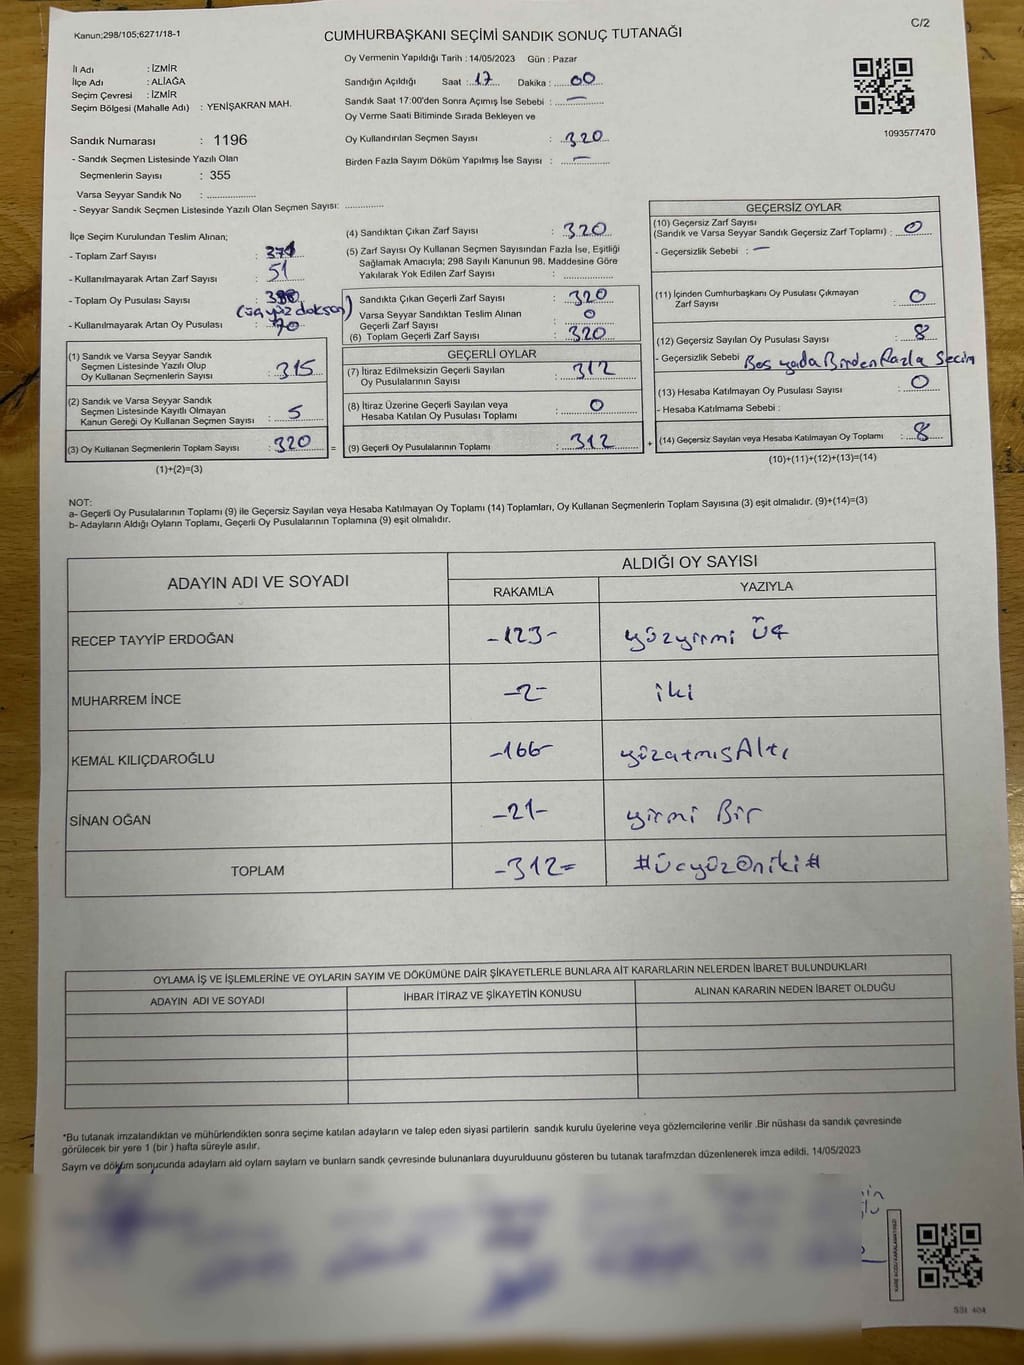 Kanun;298/105;6271/18-1
C/2
CUMHURBAŞKANI SEÇİMİ SANDIK SONUÇ TUTANAĞI
İl Adı : İZMİR
İlçe Adı : ALİAĞA
Seçim Çevresi : İZMİR
Seçim Bölgesi (Mahalle Adı) : YENİŞAKRAN MAH.
Sandık Numarası : 1196
- Sandık Seçmen Listesinde Yazılı Olan
Seçmenlerin Sayısı : 355
Varsa Seyyar Sandık No : ..............
- Seyyar Sandık Seçmen Listesinde Yazılı Olan Seçmen Sayısı: ..............
Oy Vermenin Yapıldığı Tarih : 14/05/2023 Gün : Pazar
Sandığın Açıldığı Saat : 17 Dakika : 00
Sandık Saat 17:00'den Sonra Açımış İse Sebebi : —
Oy Verme Saati Bitiminde Sırada Bekleyen ve
Oy Kullandırılan Seçmen Sayısı : 320
Birden Fazla Sayım Döküm Yapılmış İse Sayısı : —
1093577470
İlçe Seçim Kurulundan Teslim Alınan;
- Toplam Zarf Sayısı : 371
- Kullanılmayarak Artan Zarf Sayısı : 51
- Toplam Oy Pusulası Sayısı : 390
(üçyüz doksan)
- Kullanılmayarak Artan Oy Pusulası : 70
(1) Sandık ve Varsa Seyyar Sandık
Seçmen Listesinde Yazılı Olup
Oy Kullanan Seçmenlerin Sayısı : 315
(2) Sandık ve Varsa Seyyar Sandık
Seçmen Listesinde Kayıtlı Olmayan
Kanun Gereği Oy Kullanan Seçmen Sayısı : 5
(3) Oy Kullanan Seçmenlerin Toplam Sayısı : 320 =
(1)+(2)=(3)
(4) Sandıktan Çıkan Zarf Sayısı : 320
(5) Zarf Sayısı Oy Kullanan Seçmen Sayısından Fazla İse, Eşitliği
Sağlamak Amacıyla; 298 Sayılı Kanunun 98. Maddesine Göre
Yakılarak Yok Edilen Zarf Sayısı : ..............
Sandıkta Çıkan Geçerli Zarf Sayısı : 320
Varsa Seyyar Sandıktan Teslim Alınan
Geçerli Zarf Sayısı : 0
(6) Toplam Geçerli Zarf Sayısı : 320
GEÇERLİ OYLAR
(7) İtiraz Edilmeksizin Geçerli Sayılan
Oy Pusulalarının Sayısı : 312
(8) İtiraz Üzerine Geçerli Sayılan veya
Hesaba Katılan Oy Pusulası Toplamı : 0
(9) Geçerli Oy Pusulalarının Toplamı : 312 +
GEÇERSİZ OYLAR
(10) Geçersiz Zarf Sayısı
(Sandık ve Varsa Seyyar Sandık Geçersiz Zarf Toplamı) : 0
- Geçersizlik Sebebi : —
(11) İçinden Cumhurbaşkanı Oy Pusulası Çıkmayan
Zarf Sayısı : 0
(12) Geçersiz Sayılan Oy Pusulası Sayısı : 8
- Geçersizlik Sebebi Boş yada Birden Fazla Seçim
(13) Hesaba Katılmayan Oy Pusulası Sayısı : 0
- Hesaba Katılmama Sebebi :
(14) Geçersiz Sayılan veya Hesaba Katılmayan Oy Toplamı : 8
(10)+(11)+(12)+(13)=(14)
NOT:
a- Geçerli Oy Pusulalarının Toplamı (9) ile Geçersiz Sayılan veya Hesaba Katılmayan Oy Toplamı (14) Toplamları, Oy Kullanan Seçmenlerin Toplam Sayısına (3) eşit olmalıdır. (9)+(14)=(3)
b- Adayların Aldığı Oyların Toplamı, Geçerli Oy Pusulalarının Toplamına (9) eşit olmalıdır.
ADAYIN ADI VE SOYADI
ALDIĞI OY SAYISI
RAKAMLA YAZIYLA
RECEP TAYYİP ERDOĞAN -123- yüzyirmi üç
MUHARREM İNCE -2- iki
KEMAL KILIÇDAROĞLU -166- yüzatmışAltı
SİNAN OĞAN -21- yirmi Bir
TOPLAM -312= #ÜçyüzOniki#
OYLAMA İŞ VE İŞLEMLERİNE VE OYLARIN SAYIM VE DÖKÜMÜNE DAİR ŞİKAYETLERLE BUNLARA AİT KARARLARIN NELERDEN İBARET BULUNDUKLARI
ADAYIN ADI VE SOYADI İHBAR İTİRAZ VE ŞİKAYETİN KONUSU ALINAN KARARIN NEDEN İBARET OLDUĞU
*Bu tutanak imzalandıktan ve mühürlendikten sonra seçime katılan adayların ve talep eden siyasi partilerin sandık kurulu üyelerine veya gözlemcilerine verilir .Bir nüshası da sandık çevresinde
görülecek bir yere 1 (bir ) hafta süreyle asılır.
Sayım ve döküm sonucunda adayların ald oyların sayların ve bunların sandk çevresinde bulunanlara duyurulduunu gösteren bu tutanak tarafmzdan düzenlenerek imza edildi. 14/05/2023